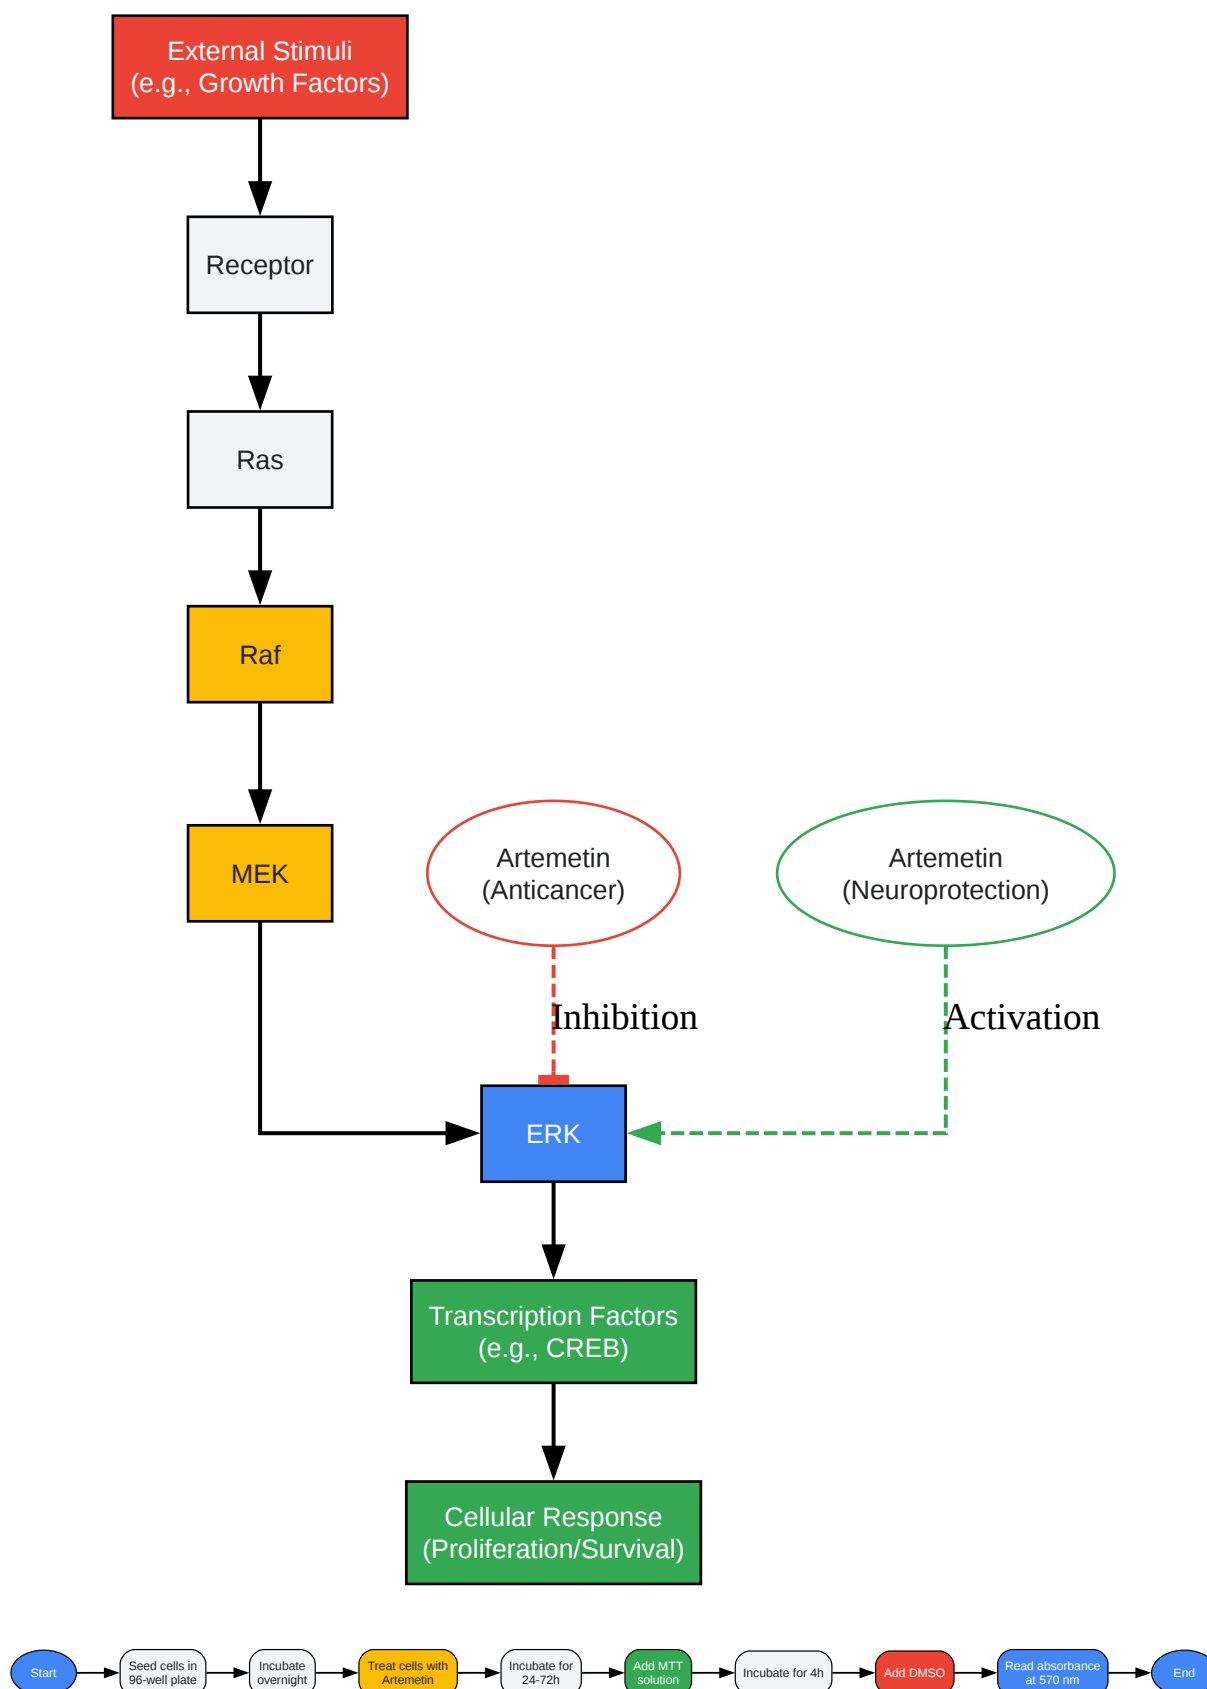 External Stimuli
(e.g., Growth Factors)
Receptor
Ras
Raf
MEK
Artemetin
(Anticancer)
Artemetin
(Neuroprotection)
Inhibition
Activation
ERK
Transcription Factors
(e.g., CREB)
Cellular Response
(Proliferation/Survival)
Start
Seed cells in
96-well plate
Incubate
overnight
Treat cells with
Artemetin
Incubate for
24-72h
Add MTT
solution
Incubate for 4h
Add DMSO
Read absorbance
at 570 nm
End